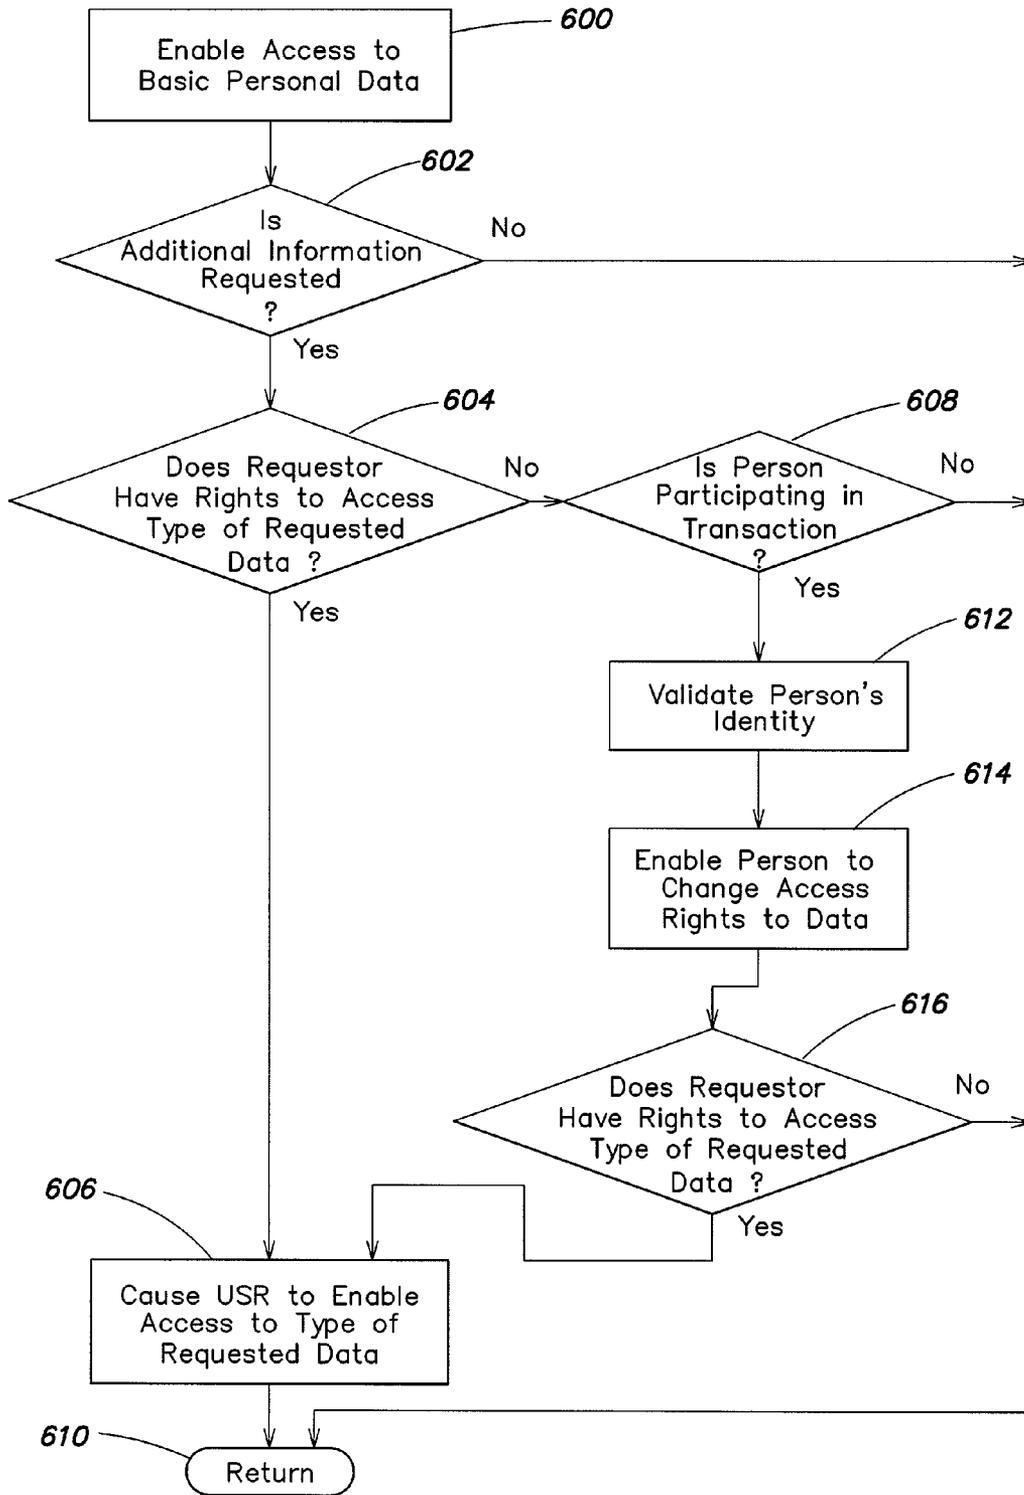 600
Enable Access to
Basic Personal Data
602
Is
Additional Information
Requested
?
No
Yes
604
Does Requestor
Have Rights to Access
Type of Requested
Data ?
No
Yes
608
Is Person
Participating in
Transaction
?
No
Yes
612
Validate Person's
Identity
614
Enable Person to
Change Access
Rights to Data
616
Does Requestor
Have Rights to Access
Type of Requested
Data ?
No
Yes
606
Cause USR to Enable
Access to Type of
Requested Data
610
Return